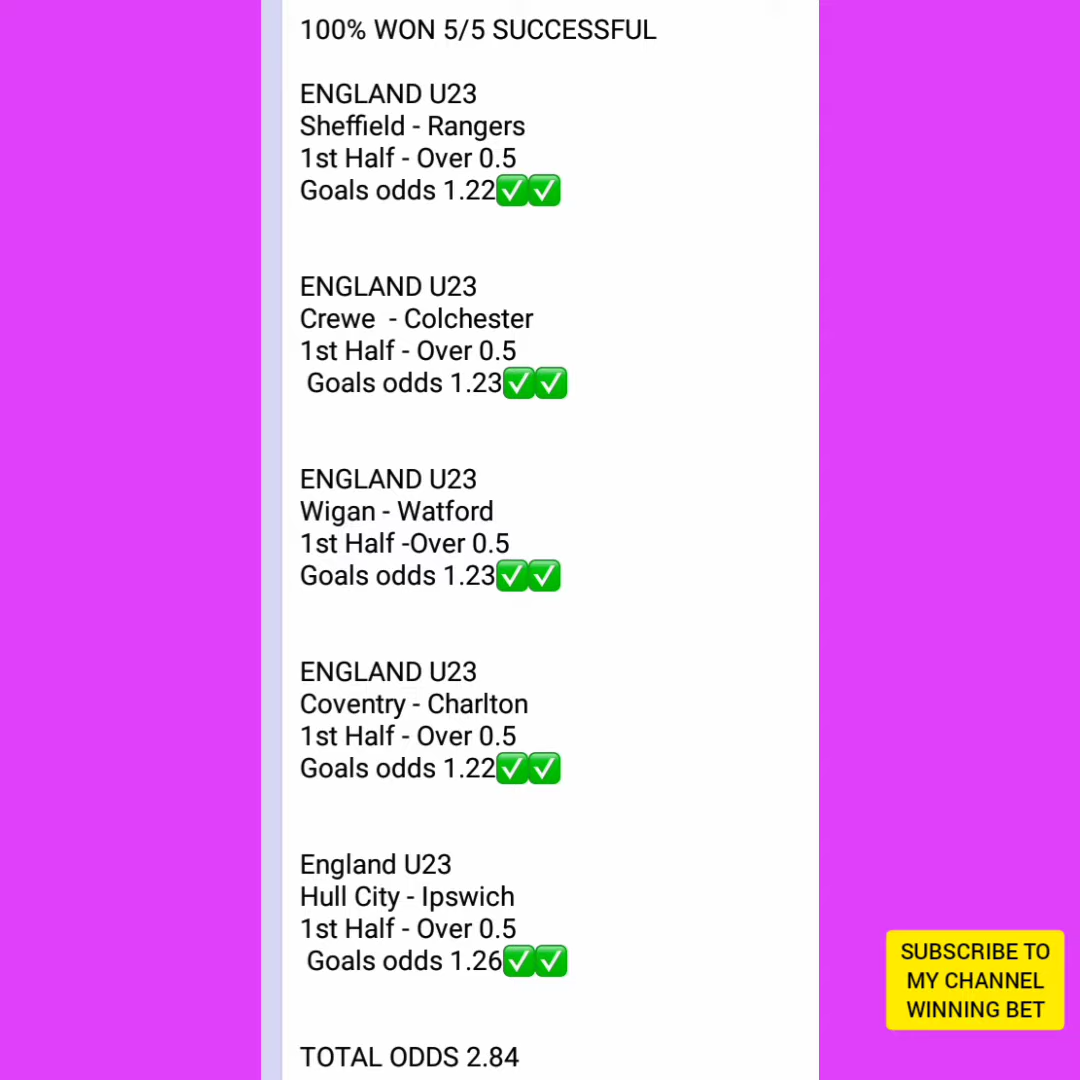 100% WON 5/5 SUCCESSFUL
ENGLAND U23
Sheffield - Rangers
1st Half - Over 0.5
Goals odds 1.22✅✅
ENGLAND U23
Crewe  - Colchester
1st Half - Over 0.5
Goals odds 1.23✅✅
ENGLAND U23
Wigan - Watford
1st Half -Over 0.5
Goals odds 1.23✅✅
ENGLAND U23
Coventry - Charlton
1st Half - Over 0.5
Goals odds 1.22✅✅
England U23
Hull City - Ipswich
1st Half - Over 0.5
Goals odds 1.26✅✅
TOTAL ODDS 2.84
SUBSCRIBE TO
MY CHANNEL
WINNING BET